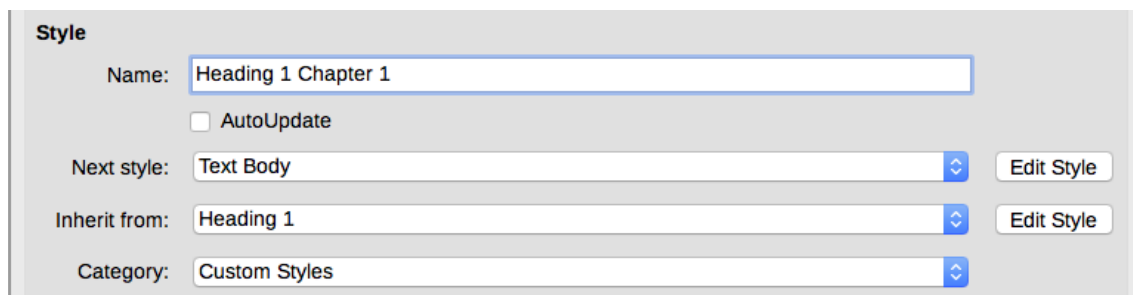 Style
Name: Heading 1 Chapter 1
AutoUpdate
Next style: Text Body Edit Style
Inherit from: Heading 1 Edit Style
Category: Custom Styles